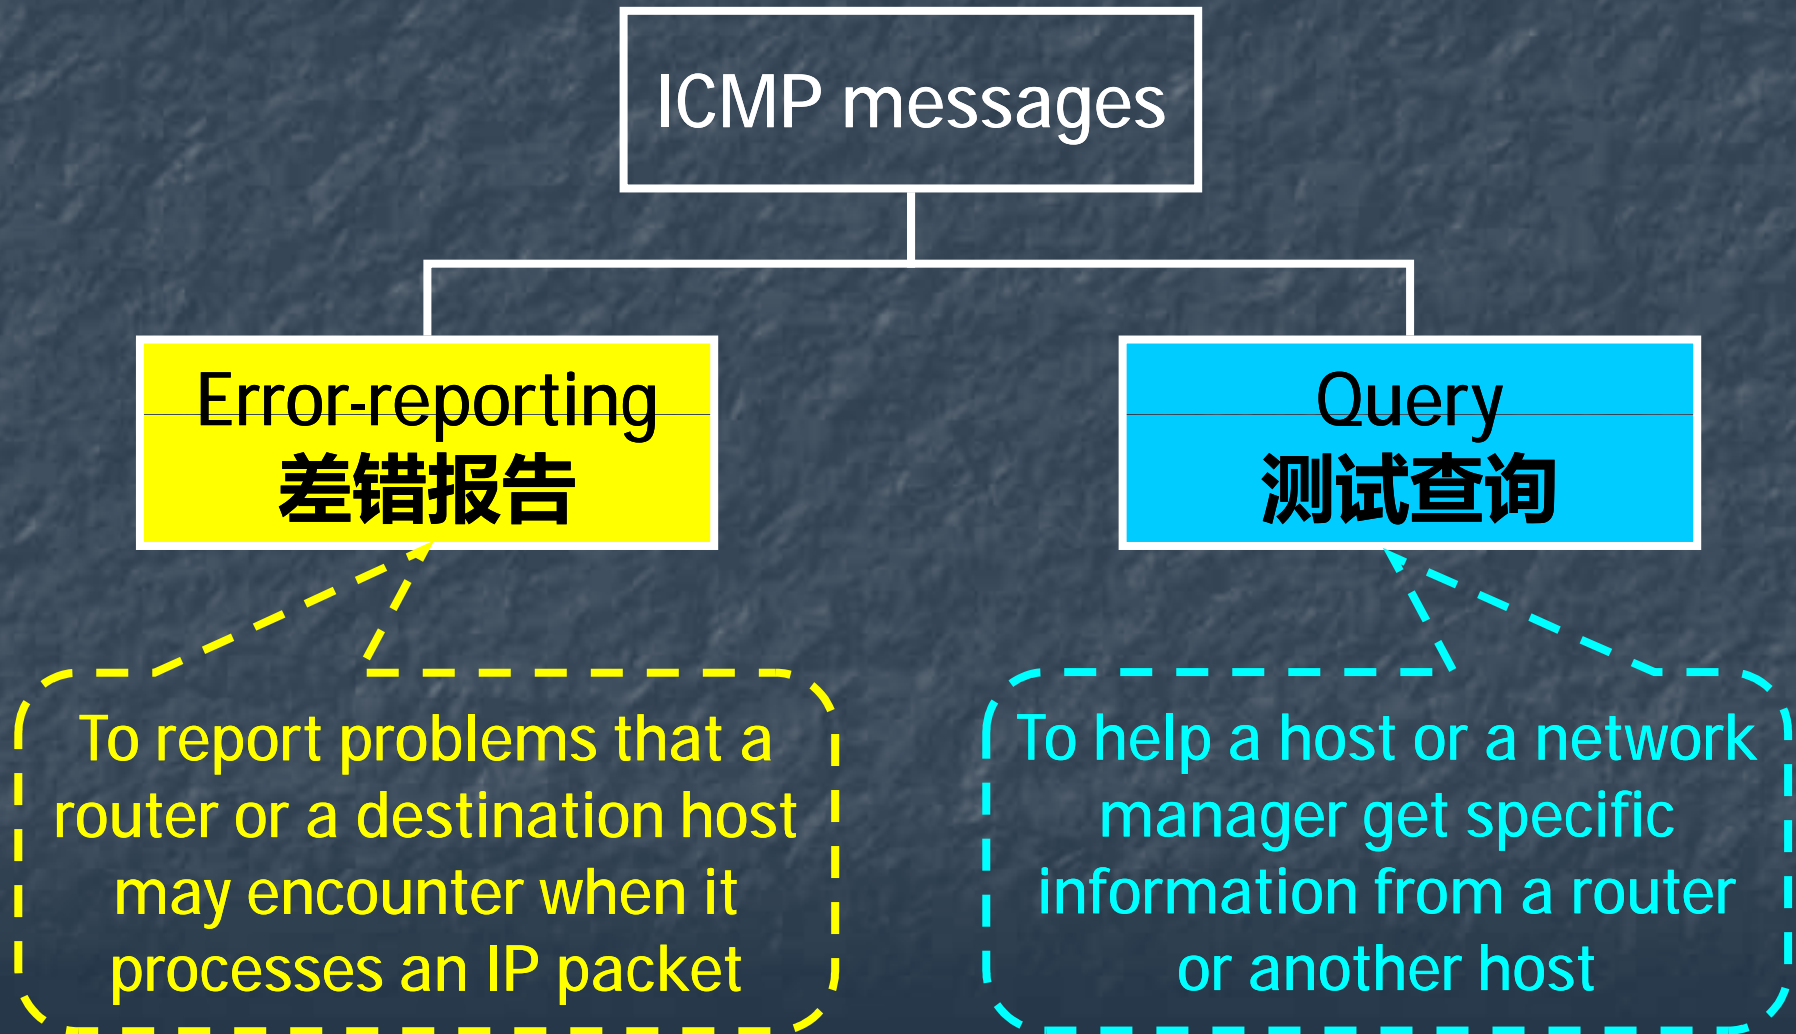 ICMP messages
Error-reporting
差错报告
Query
测试查询
To report problems that a
router or a destination host
may encounter when it
processes an IP packet
To help a host or a network
manager get specific
information from a router
or another host